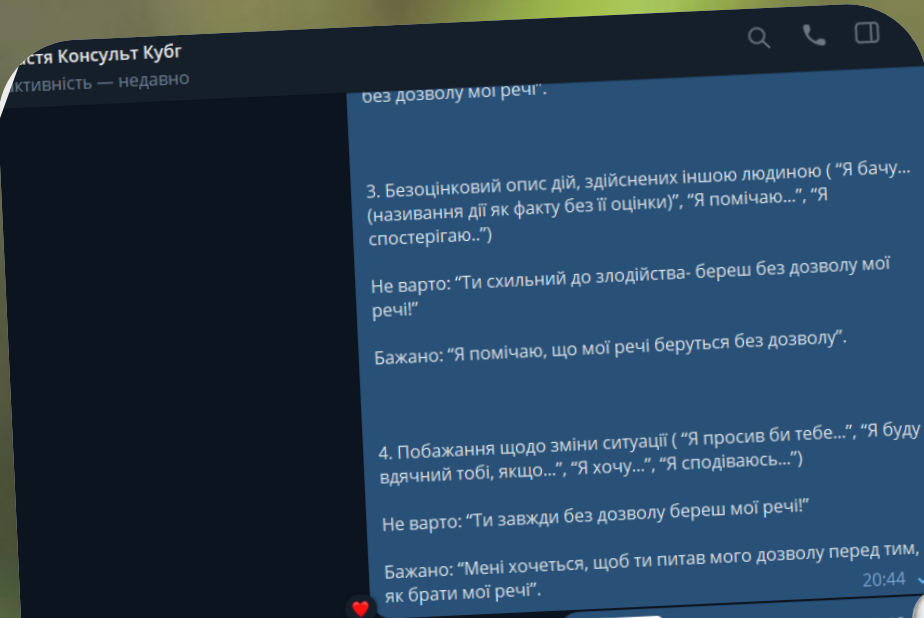 стя Консульт Кубг
ктивність — недавно
без дозволу мої речі”.
3. Безоцінковий опис дій, здійснених іншою людиною ( “Я бачу...
(називання дії як факту без її оцінки)”, “Я помічаю...”, “Я
спостерігаю..”)
Не варто: “Ти схильний до злодійства- береш без дозволу мої
речі!”
Бажано: “Я помічаю, що мої речі беруться без дозволу”.
4. Побажання щодо зміни ситуації ( “Я просив би тебе...”, “Я буду
вдячний тобі, якщо...”, “Я хочу...”, “Я сподіваюсь...”)
Не варто: “Ти завжди без дозволу береш мої речі!”
Бажано: “Мені хочеться, щоб ти питав мого дозволу перед тим,
як брати мої речі”.
20:44